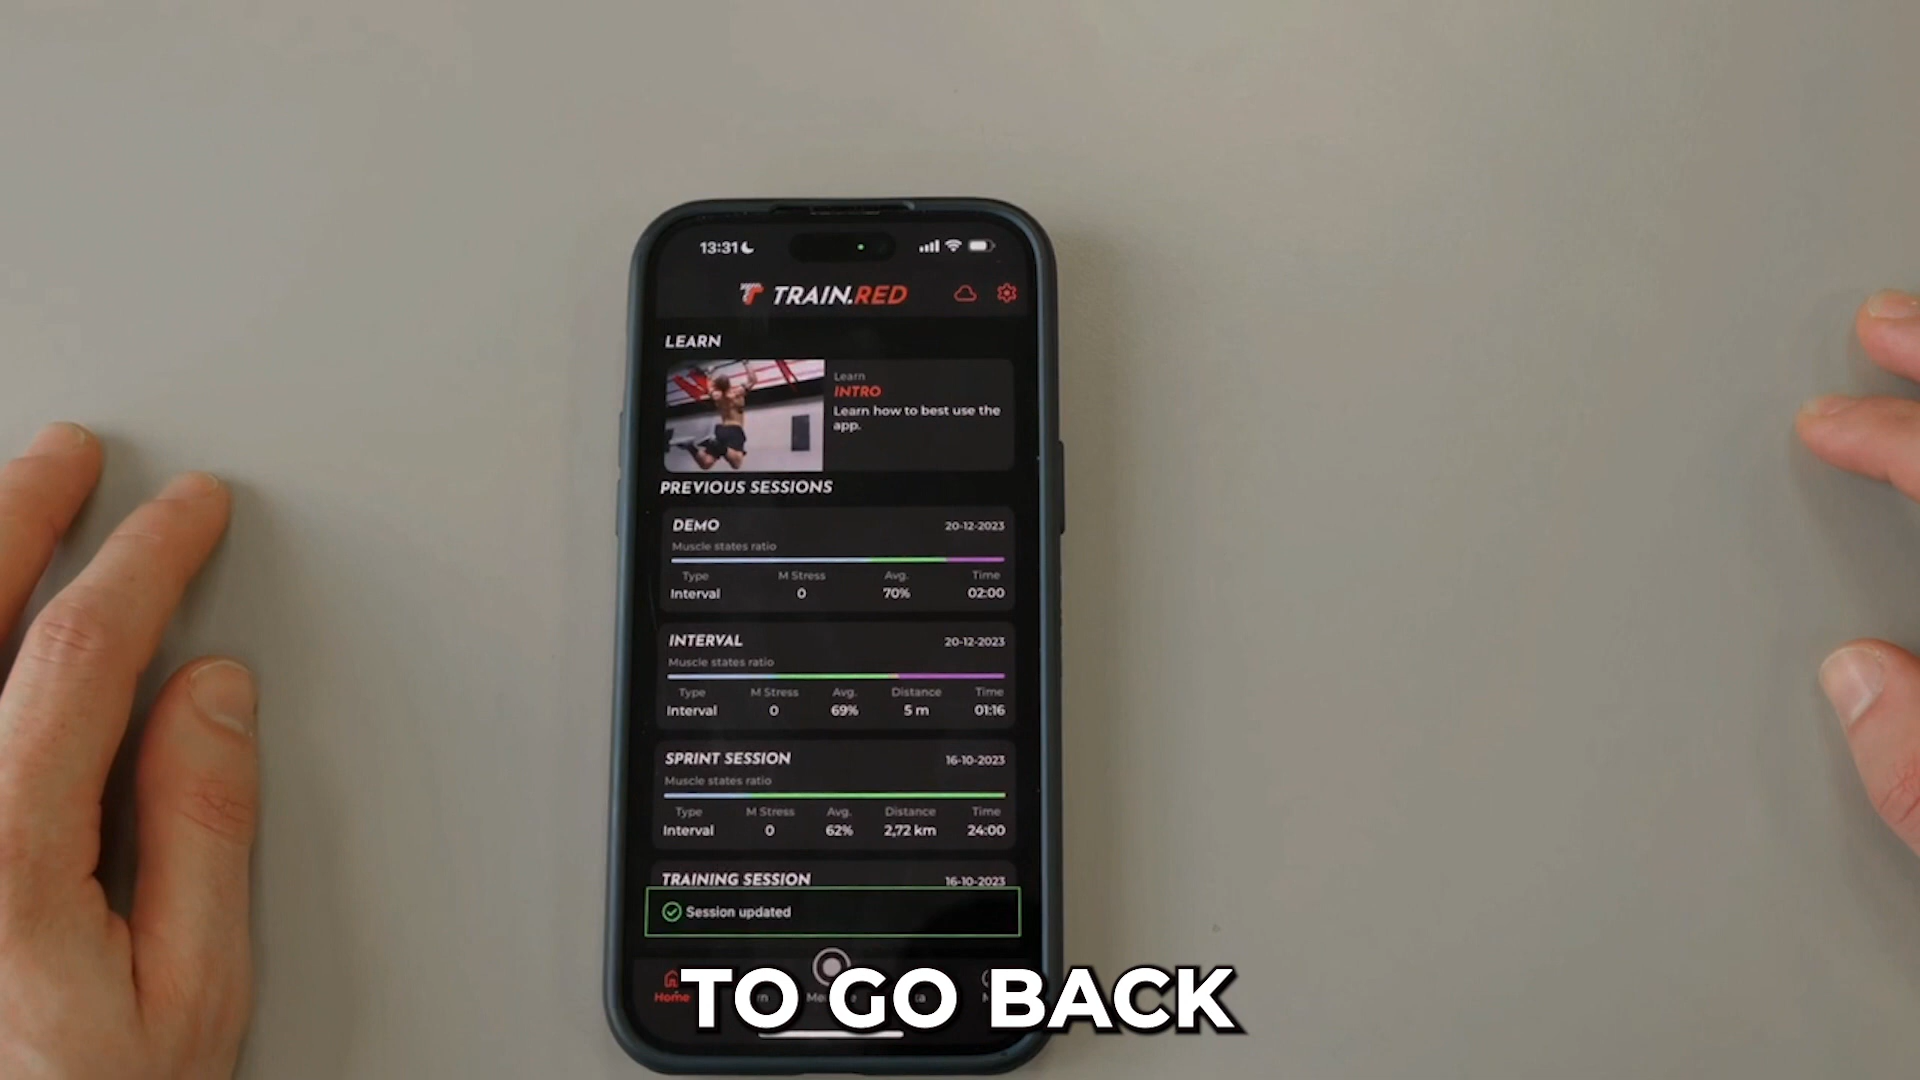 13:31
TRAIN.RED
LEARN
Learn
INTRO
Learn how to best use the
app.
PREVIOUS SESSIONS
DEMO 20-12-2023
Muscle states ratio
Type M Stress Avg. Time
Interval 0 70% 02:00
INTERVAL 20-12-2023
Muscle states ratio
Type M Stress Avg. Distance Time
Interval 0 69% 5 m 01:16
SPRINT SESSION 16-10-2023
Muscle states ratio
Type M Stress Avg. Distance Time
Interval 0 62% 2,72 km 24:00
TRAINING SESSION 16-10-2023
Session updated
Home
TO GO BACK